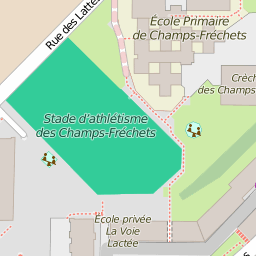 École Primaire
de Champs-Fréchets
Rue des Lattes
Crèch
des Champs
Stade d'athlétisme
des Champs-Fréchets
École privée
La Voie
Lactée